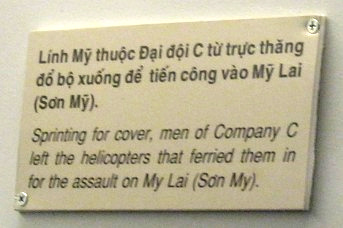 Lính Mỹ thuộc Đại đội C từ trực thăng
đổ bộ xuống để tiến công vào Mỹ Lai
(Sơn Mỹ).
Sprinting for cover, men of Company C
left the helicopters that ferried them in
for the assault on My Lai (Sơn My).